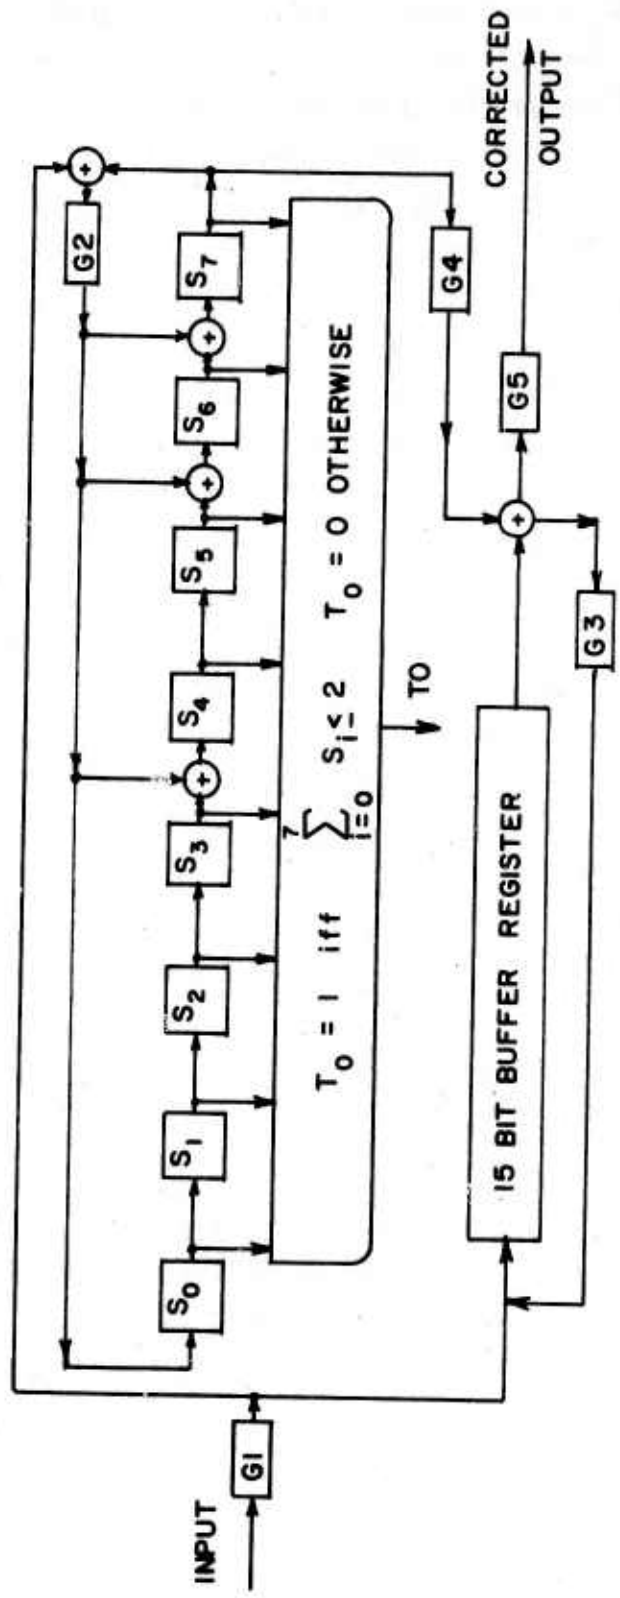 INPUT
G1
G2
S0
S1
S2
S3
S4
S5
S6
S7
+
+
+
+
T0 = 1 iff 7 ∑ i=0 Si ≤ 2 T0 = 0 OTHERWISE
TO
G4
15 BIT BUFFER REGISTER
+
G5
CORRECTED
OUTPUT
G3